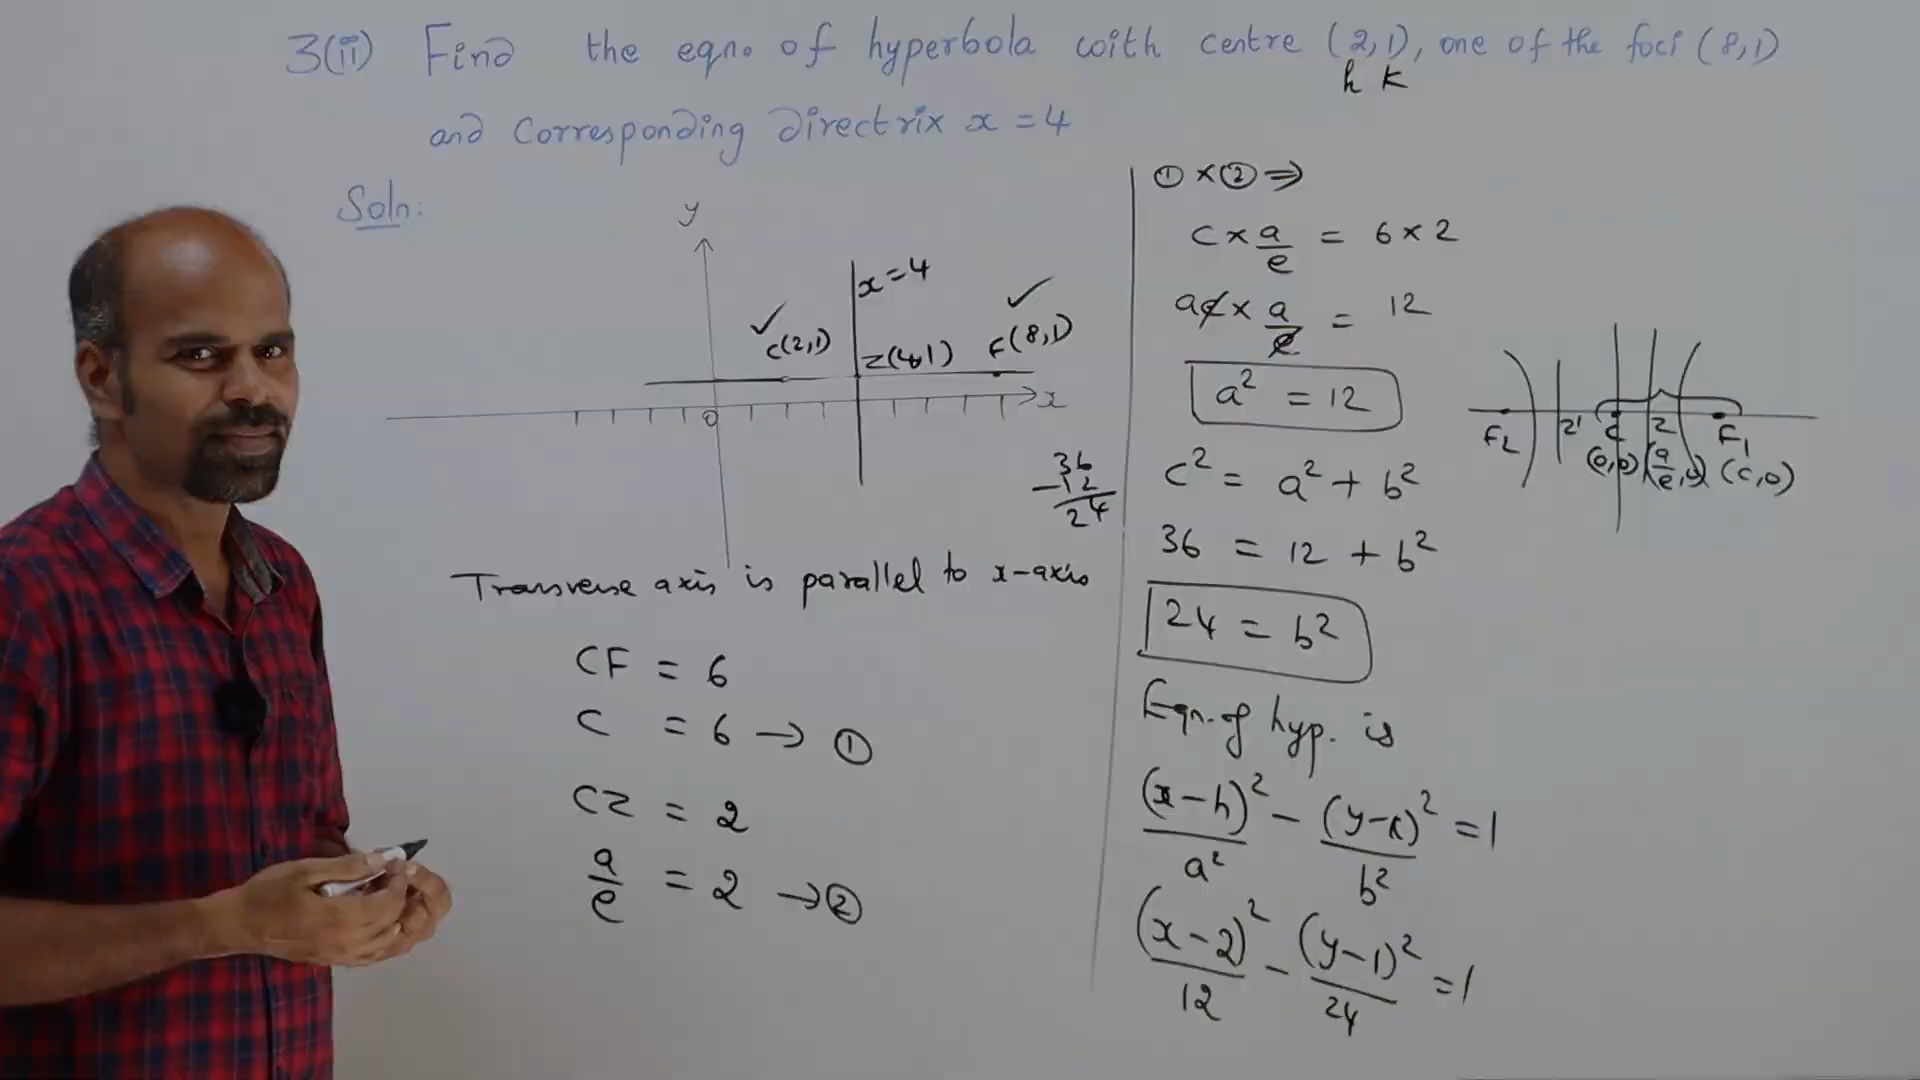 3(ii) Find the eqn. of hyperbola with centre (2,1), one of the foci (8,1)
h k
and corresponding directrix x = 4
Soln:
y
x=4
✓ ✓
C(2,1)
Z(4,1)
F(8,1)
x
0
36
-12
24
Transverse axis is parallel to x-axis
CF = 6
C = 6 → ①
CZ = 2
a/e = 2 → ②
① × ② ⇒
C × a/e = 6 × 2
ae × a/e = 12
a² = 12
c² = a² + b²
36 = 12 + b²
24 = b²
Eqn. of hyp. is
(x-h)²/a² - (y-k)²/b² = 1
(x-2)²/12 - (y-1)²/24 = 1
F₂ Z' C Z F₁
(0,0) (a/e,0) (c,0)